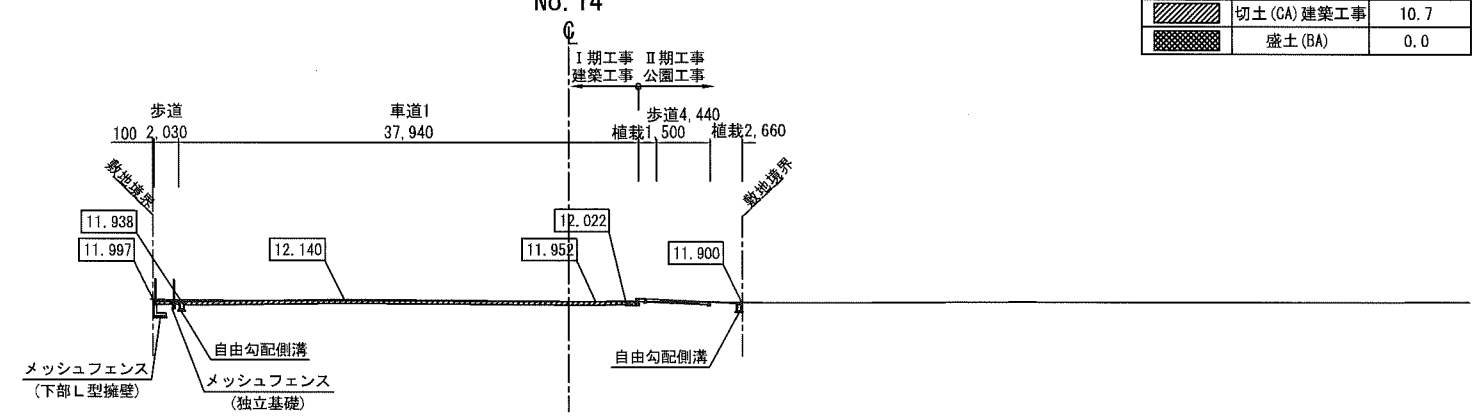 No. 14
切土(CA)建築工事 10.7
盛土(BA) 0.0
Ⅰ期工事 Ⅱ期工事
建築工事 公園工事
歩道 車道1 歩道4,440
100 2,030 37,940 植栽1,500 植栽2,660
敷地境界
敷地境界
11.938
12.022
11.997
12.140
11.952
11.900
自由勾配側溝
自由勾配側溝
メッシュフェンス
(下部L型擁壁)
メッシュフェンス
(独立基礎)